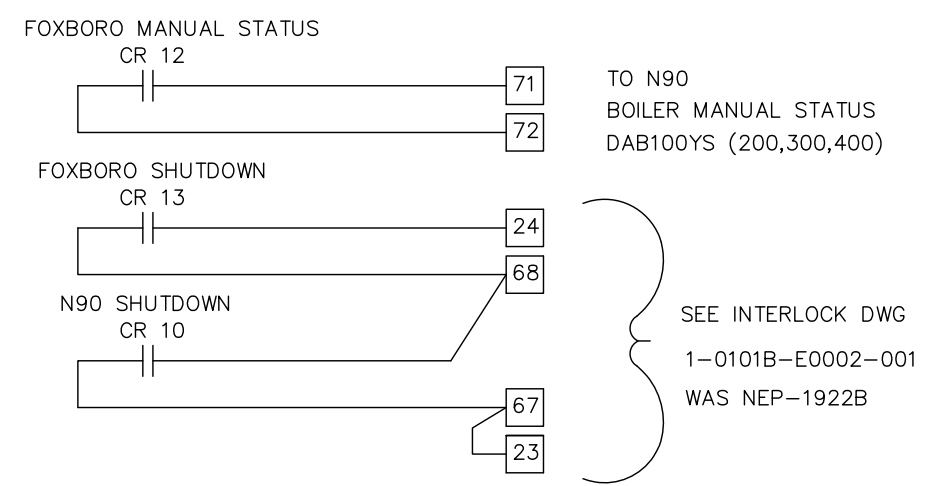 FOXBORO MANUAL STATUS
CR 12
71
72
TO N90
BOILER MANUAL STATUS
DAB100YS (200,300,400)
FOXBORO SHUTDOWN
CR 13
24
68
N90 SHUTDOWN
CR 10
67
23
SEE INTERLOCK DWG
1-0101B-E0002-001
WAS NEP-1922B